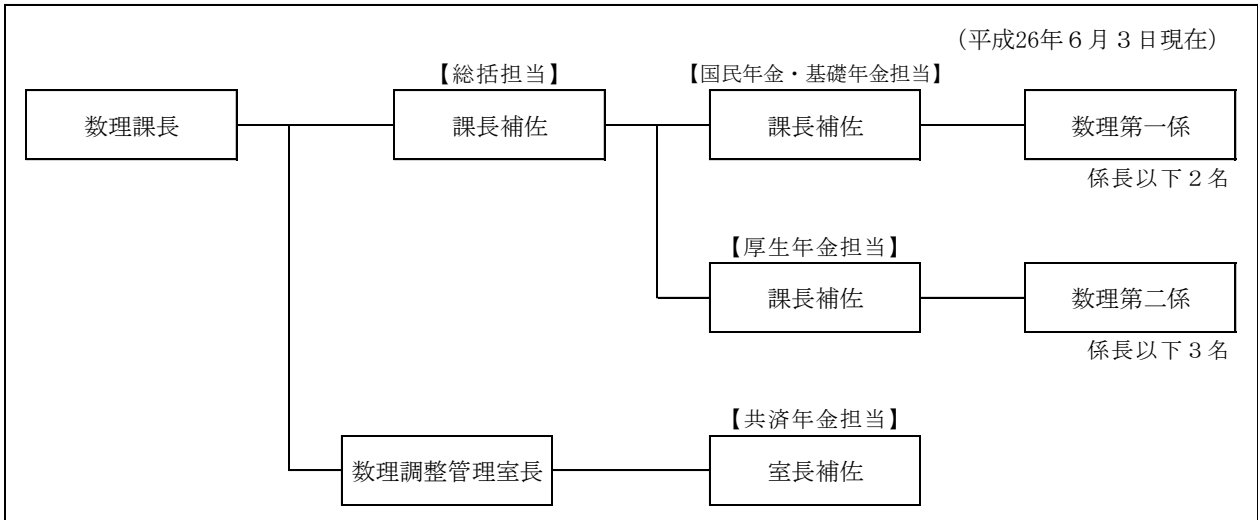 （平成26年６月３日現在）
【総括担当】
【国民年金・基礎年金担当】
数理課長
課長補佐
課長補佐
数理第一係
係長以下２名
【厚生年金担当】
課長補佐
数理第二係
係長以下３名
【共済年金担当】
数理調整管理室長
室長補佐